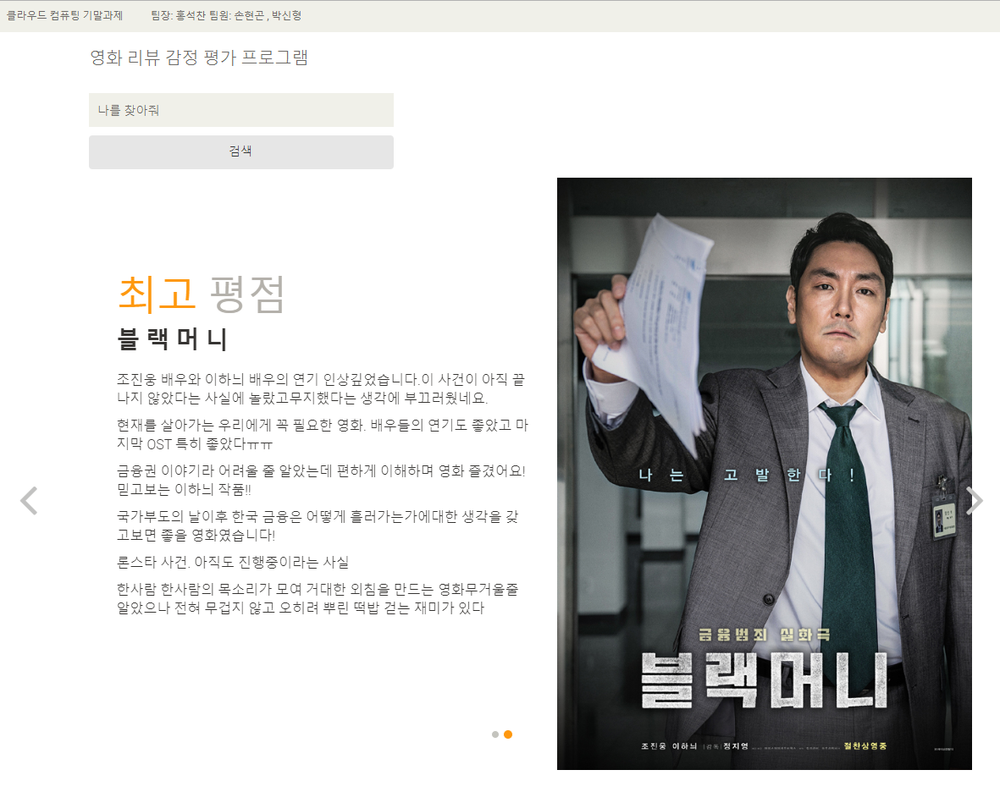 클라우드 컴퓨팅 기말과제 팀장: 홍석찬 팀원: 손현곤 , 박신형
영화 리뷰 감정 평가 프로그램
나를 찾아줘
검색
최고 평점
블랙머니
조진웅 배우와 이하늬 배우의 연기 인상깊었습니다.이 사건이 아직 끝
나지 않았다는 사실에 놀랐고무지했다는 생각에 부끄러웠네요.
현재를 살아가는 우리에게 꼭 필요한 영화. 배우들의 연기도 좋았고 마
지막 OST 특히 좋았다ㅠㅠ
금융권 이야기라 어려울 줄 알았는데 편하게 이해하며 영화 즐겼어요!
믿고보는 이하늬 작품!!
국가부도의 날이후 한국 금융은 어떻게 흘러가는가에대한 생각을 갖
고보면 좋을 영화였습니다!
론스타 사건. 아직도 진행중이라는 사실
한사람 한사람의 목소리가 모여 거대한 외침을 만드는 영화무거울줄
알았으나 전혀 무겁지 않고 오히려 뿌린 떡밥 걷는 재미가 있다
나는 고발한다!
금융범죄 실화극
블랙머니
조진웅 이하늬 감독 정지영
절찬상영중